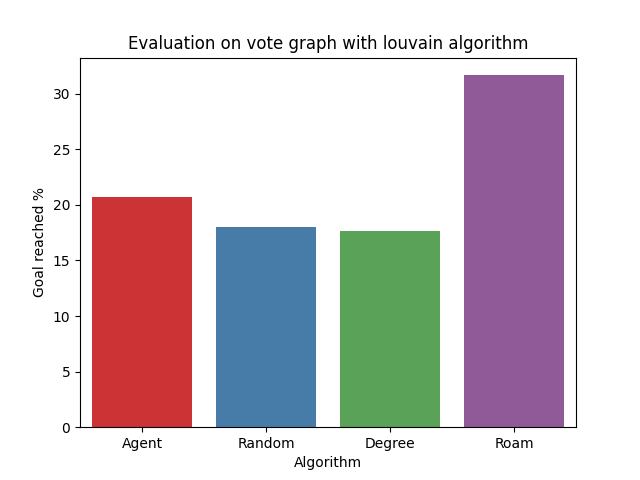 Evaluation on vote graph with louvain algorithm
Goal reached %
30
25
20
15
10
5
0
Agent Random Degree Roam
Algorithm